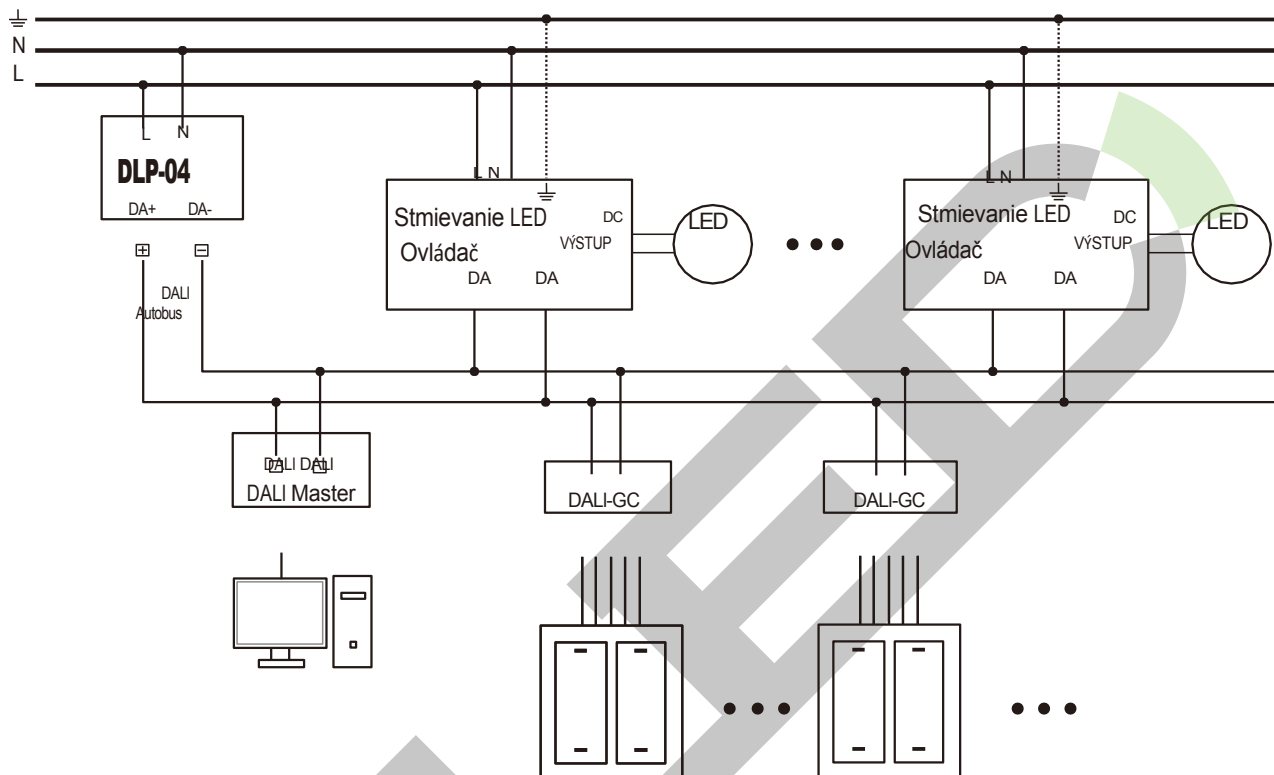 N
L
L N
DLP-04
DA+ DA-
DALI
Autobus
L N
Stmievanie LED
Ovládač
DC
VÝSTUP
DA DA
LED
L N
Stmievanie LED
Ovládač
DC
VÝSTUP
DA DA
LED
DALI DALI
DALI Master
DALI-GC
DALI-GC